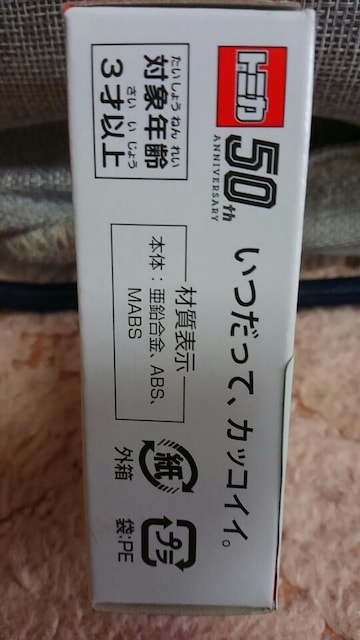 トミカ
50th
ANNIVERSARY
いつだって、カッコイイ。
たいしょうねんれい
対象年齢
さいいじょう
3才以上
材質表示
本体：亜鉛合金、ABS、
MABS
紙
外箱
プラ
袋:PE